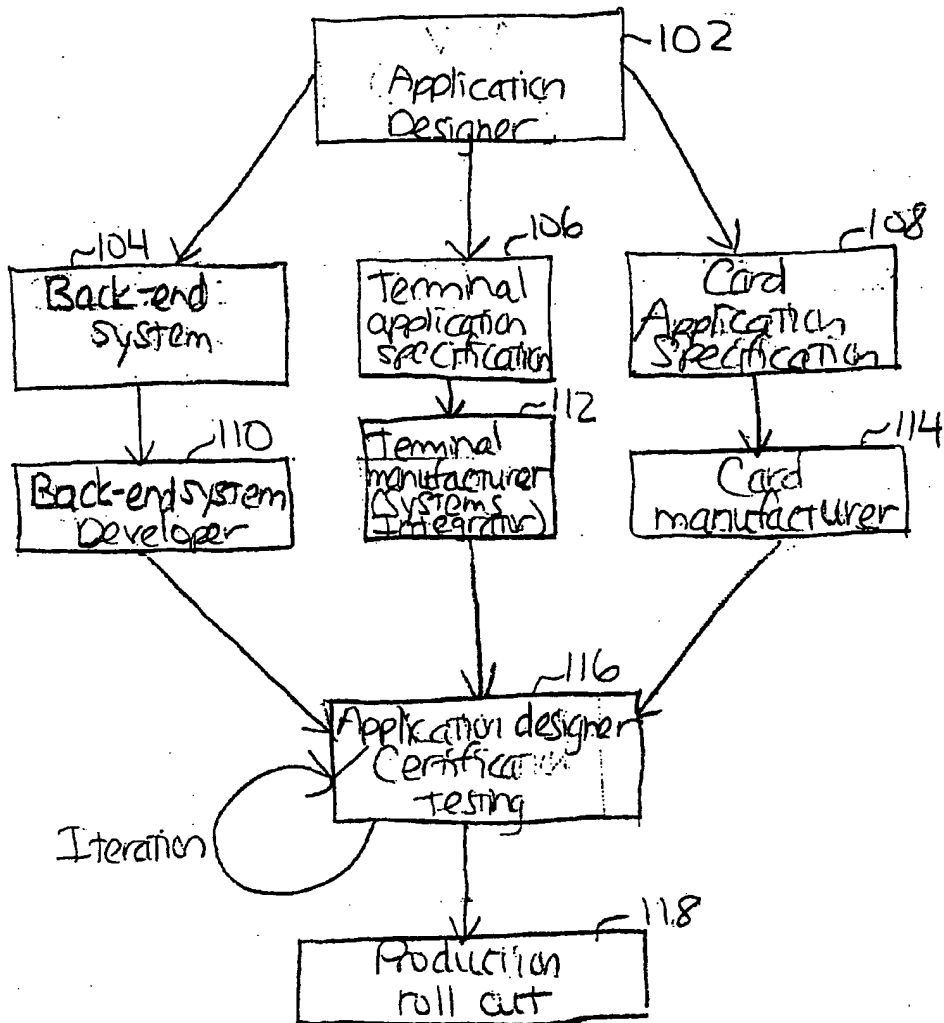 102
Application
Designer
104
106
108
Back-end
system
Terminal
application
specification
Card
Application
Specification
110
112
114
Back-end system
Developer
Terminal
manufacturer
(Systems
Integrator)
Card
manufacturer
116
Application designer
Certification
testing
Iteration
118
Production
roll out